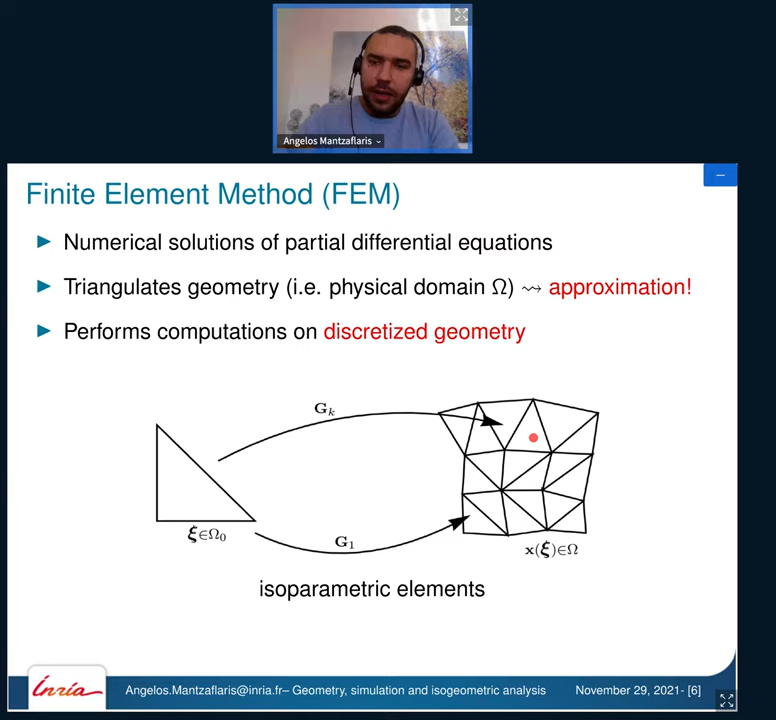 Angelos Mantzaflaris
Finite Element Method (FEM)
Numerical solutions of partial differential equations
Triangulates geometry (i.e. physical domain Ω) ⇝ approximation!
Performs computations on discretized geometry
G_k
ξ∈Ω₀
G₁
x(ξ)∈Ω
isoparametric elements
Inria
Angelos.Mantzaflaris@inria.fr– Geometry, simulation and isogeometric analysis November 29, 2021- [6]